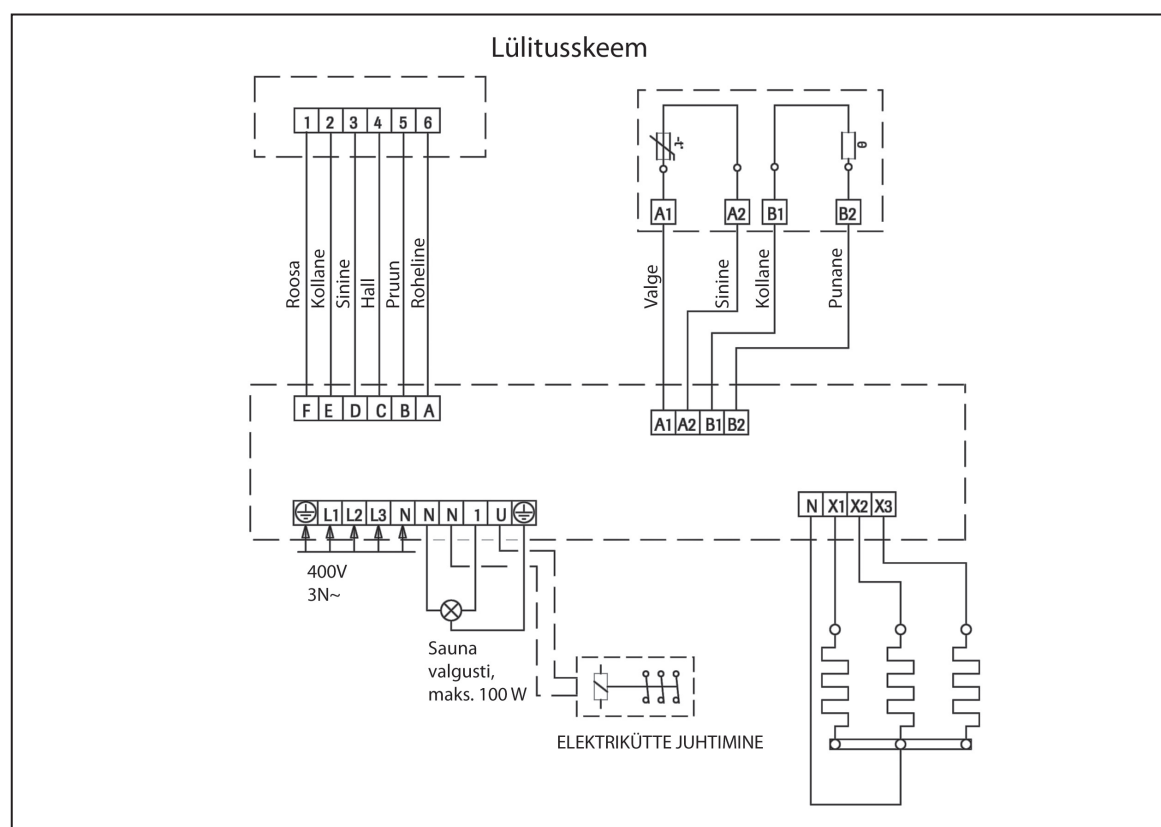 Lülitusskeem
1 2 3 4 5 6
Roosa
Kollane
Sinine
Hall
Pruun
Roheline
F E D C B A
θ
A1 A2 B1 B2
Valge
Sinine
Kollane
Punane
A1 A2 B1 B2
L1 L2 L3 N N N 1 U
400V
3N~
Sauna
valgusti,
maks. 100 W
ELEKTRIKÜTTE JUHTIMINE
N X1 X2 X3